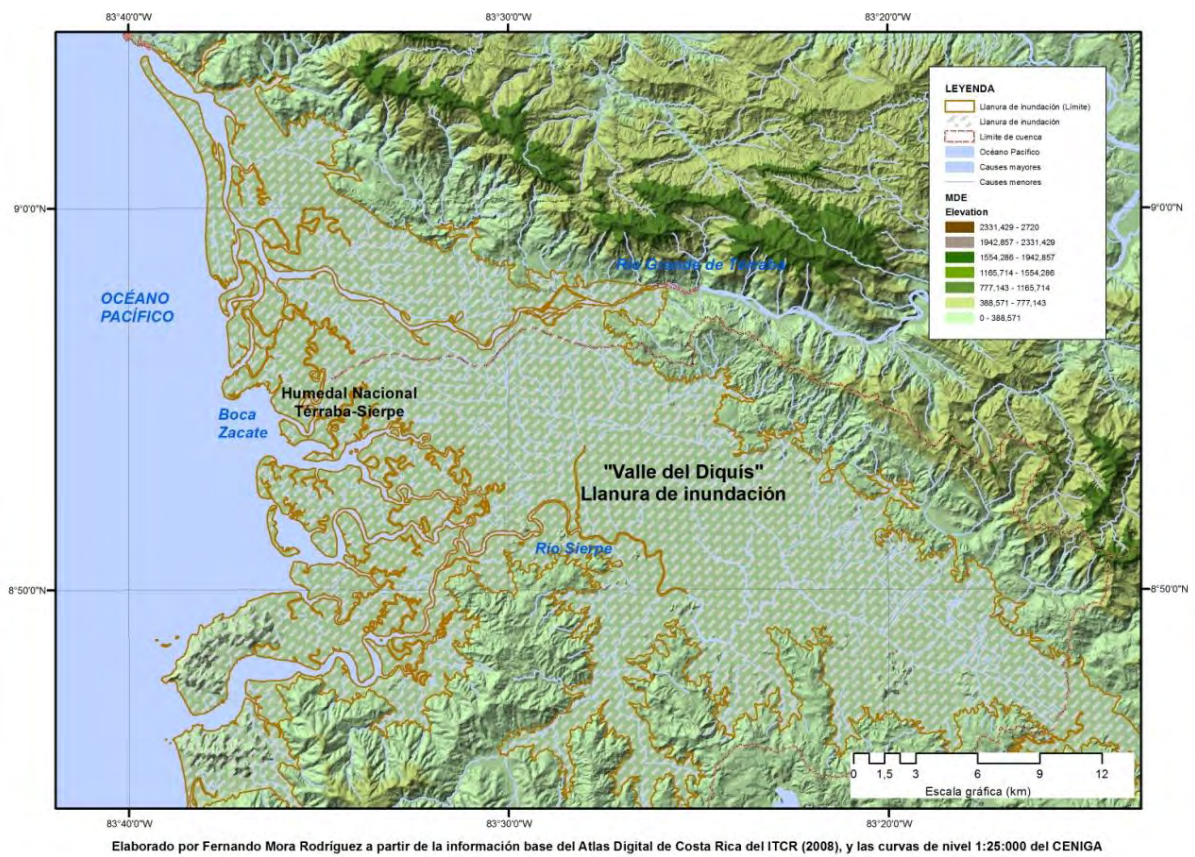 83°40'0"W
83°30'0"W
83°20'0"W
LEYENDA
Llanura de inundación (Límite)
Llanura de inundación
Límite de cuenca
Océano Pacífico
Causes mayores
Causes menores
MDE
Elevation
2331,429 - 2720
1942,857 - 2331,429
1554,286 - 1942,857
1165,714 - 1554,286
777,143 - 1165,714
388,571 - 777,143
0 - 388,571
9°0'0"N
9°0'0"N
Río Grande de Térraba
OCÉANO
PACÍFICO
Humedal Nacional
Térraba-Sierpe
Boca
Zacate
"Valle del Diquís"
Llanura de inundación
Río Sierpe
8°50'0"N
8°50'0"N
0 1,5 3 6 9 12
Escala gráfica (km)
83°40'0"W
83°30'0"W
83°20'0"W
Elaborado por Fernando Mora Rodríguez a partir de la información base del Atlas Digital de Costa Rica del ITCR (2008), y las curvas de nivel 1:25:000 del CENIGA